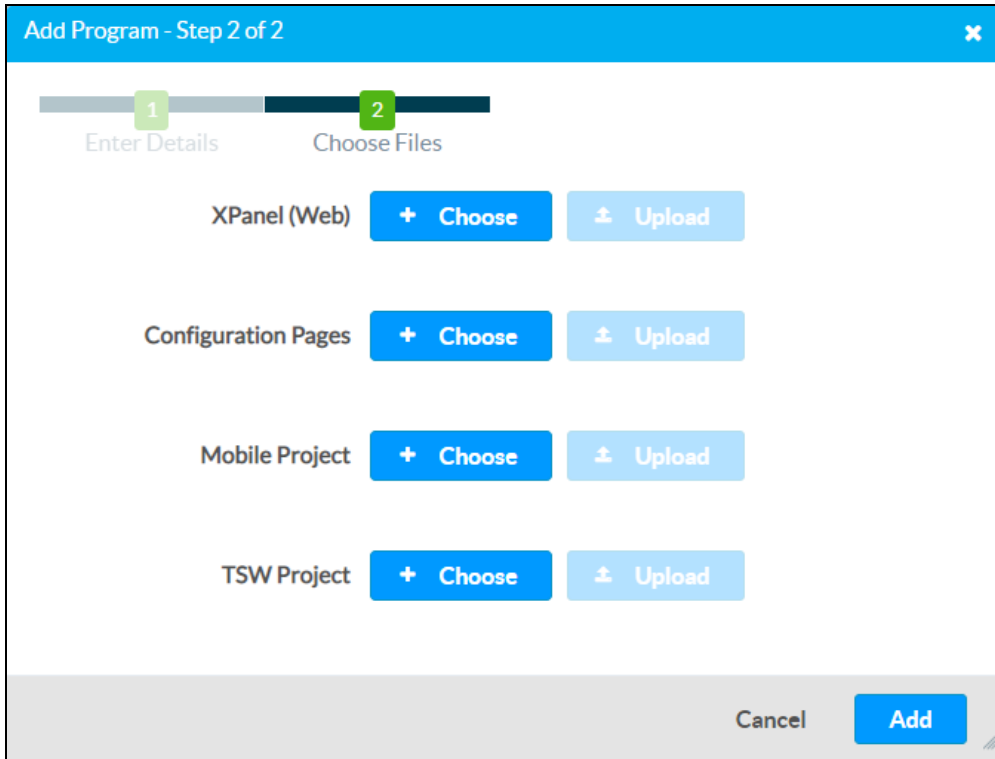 Add Program - Step 2 of 2
1 2
Enter Details Choose Files
XPanel (Web) + Choose Upload
Configuration Pages + Choose Upload
Mobile Project + Choose Upload
TSW Project + Choose Upload
Cancel Add